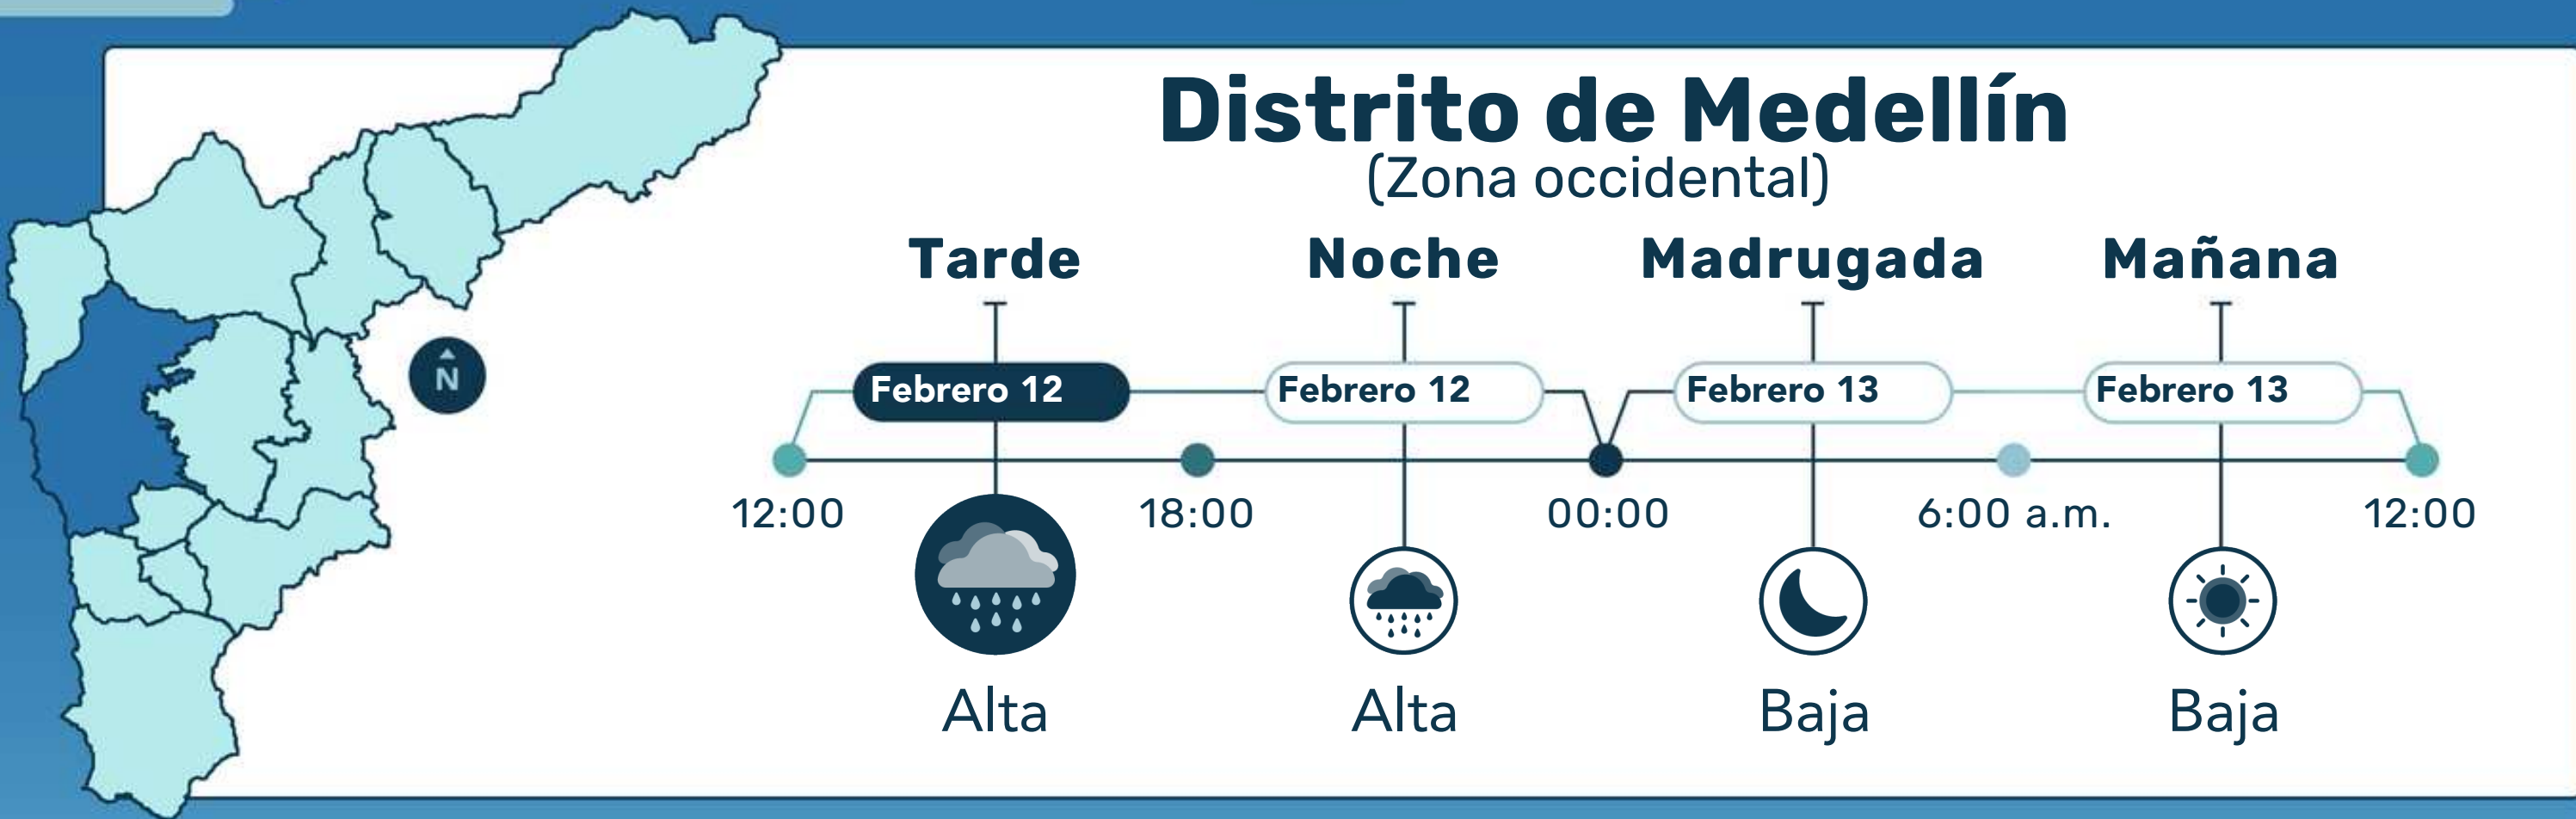 Distrito de Medellín
(Zona occidental)
Tarde Noche Madrugada Mañana
Febrero 12 Febrero 12 Febrero 13 Febrero 13
N
12:00 18:00 00:00 6:00 a.m. 12:00
Alta Alta Baja Baja